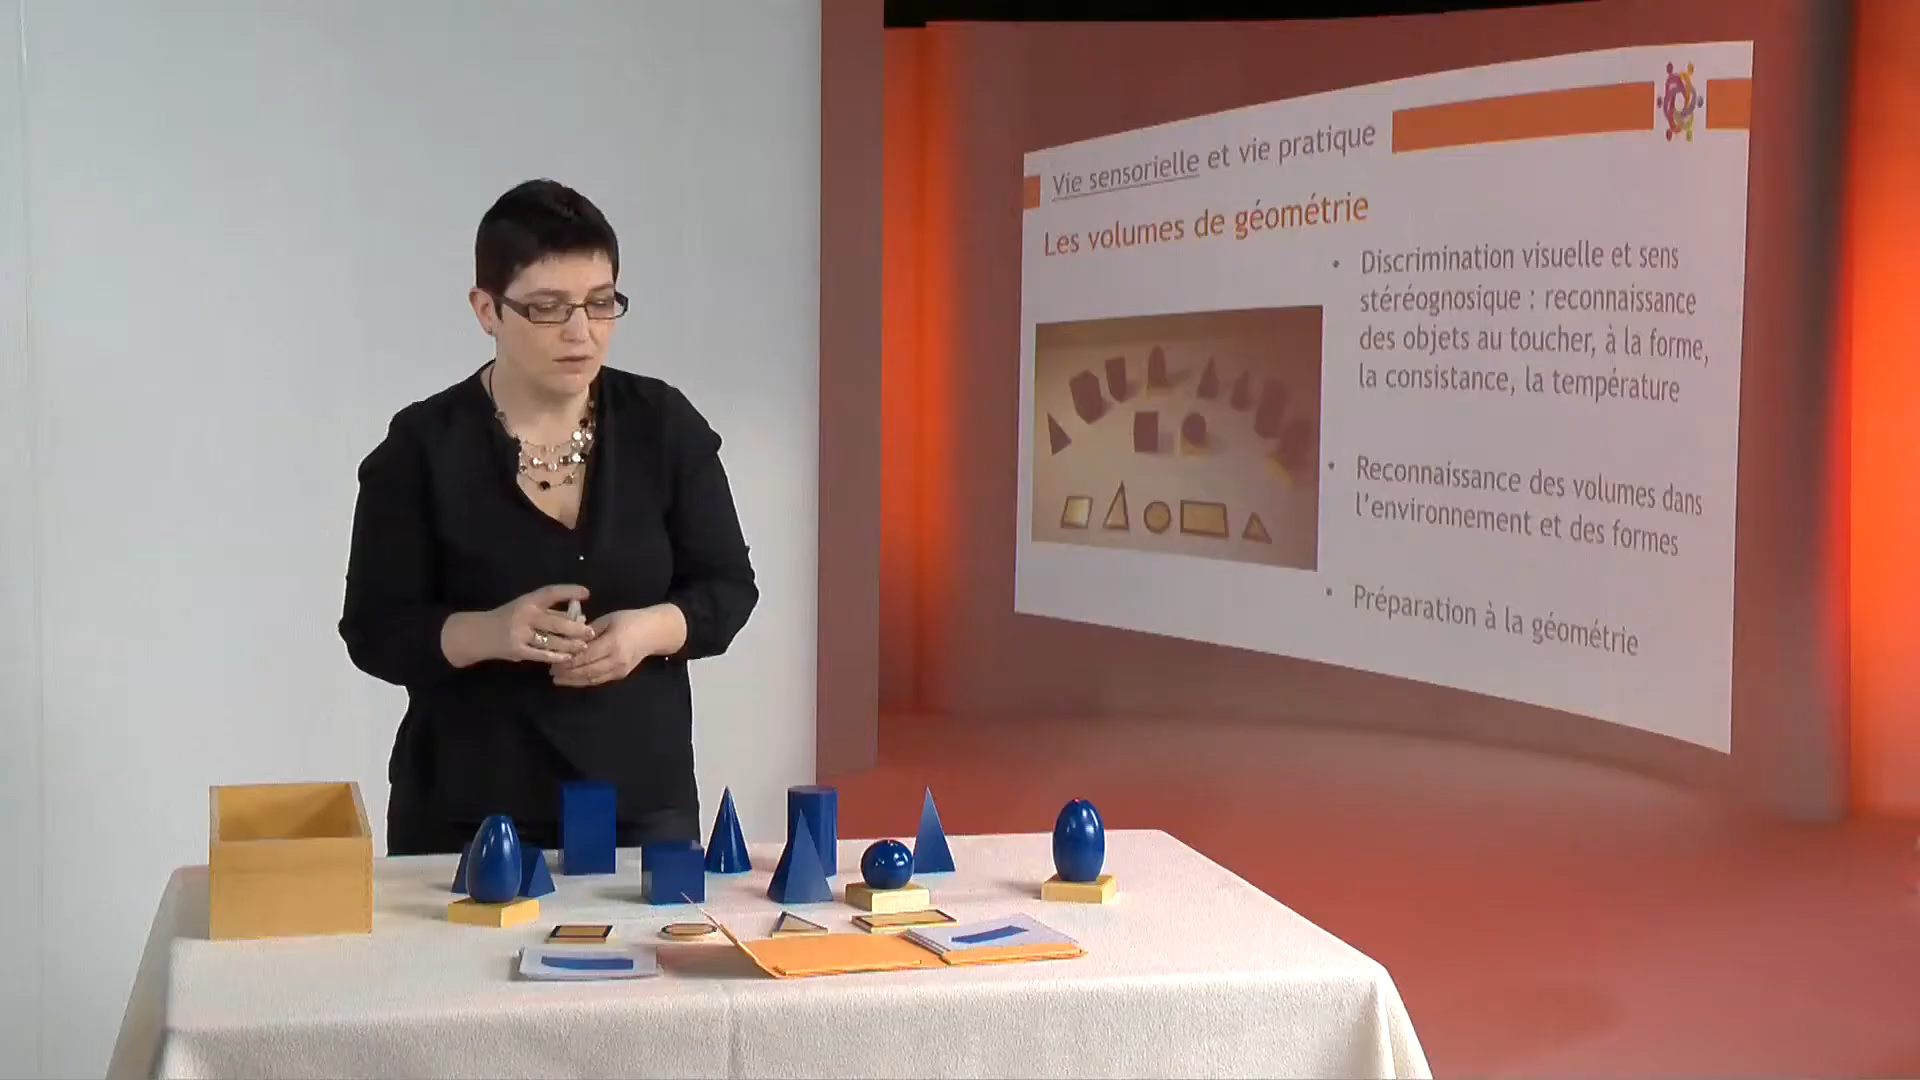 Vie sensorielle et vie pratique
Les volumes de géométrie
• Discrimination visuelle et sens
stéréognosique : reconnaissance
des objets au toucher, à la forme,
la consistance, la température
• Reconnaissance des volumes dans
l'environnement et des formes
• Préparation à la géométrie